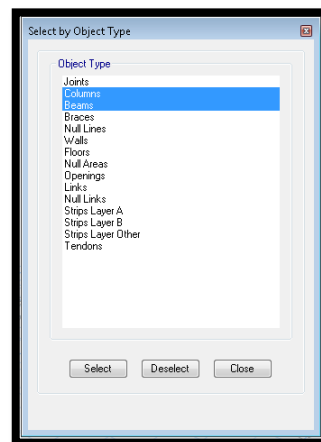 Select by Object Type
Object Type
Joints
Columns
Beams
Braces
Null Lines
Walls
Floors
Null Areas
Openings
Links
Null Links
Strips Layer A
Strips Layer B
Strips Layer Other
Tendons
Select Deselect Close